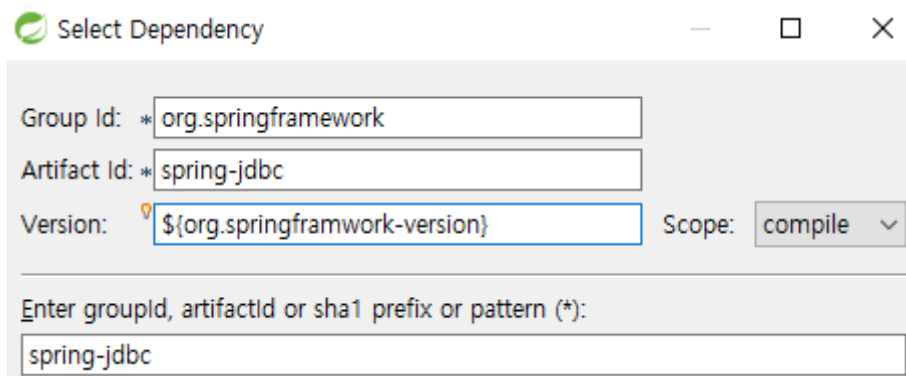 Select Dependency
Group Id: * org.springframework
Artifact Id: * spring-jdbc
Version: ${org.springframwork-version} Scope: compile
Enter groupId, artifactId or sha1 prefix or pattern (*):
spring-jdbc